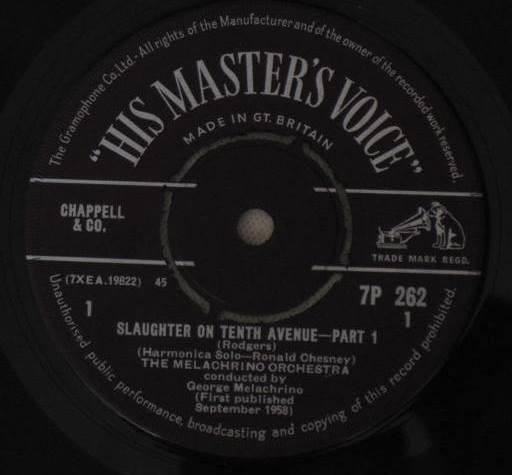 The Gramophone Co. Ltd. - All rights of the Manufacturer and of the owner of the recorded work reserved.
"HIS MASTER'S VOICE"
MADE IN GT. BRITAIN
CHAPPELL
& CO.
TRADE MARK REGD.
(7XEA.19822) 45
7P 262
1
1
SLAUGHTER ON TENTH AVENUE—PART 1
(Rodgers)
(Harmonica Solo—Ronald Chesney)
THE MELACHRINO ORCHESTRA
conducted by
George Melachrino
(First published
September 1958)
Unauthorised public performance, broadcasting and copying of this record prohibited.